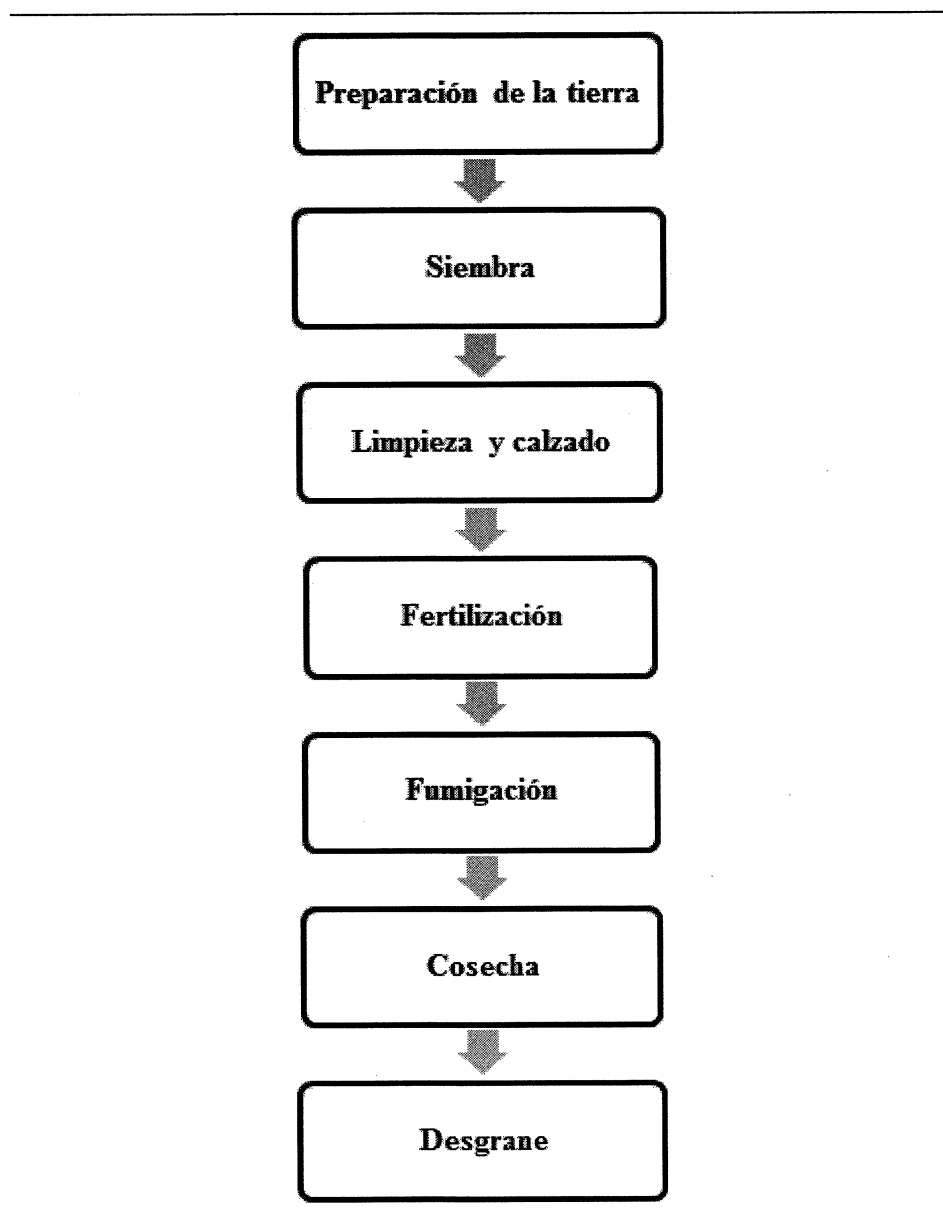 Preparación de la tierra
Siembra
Limpieza y calzado
Fertilización
Fumigación
Cosecha
Desgrane